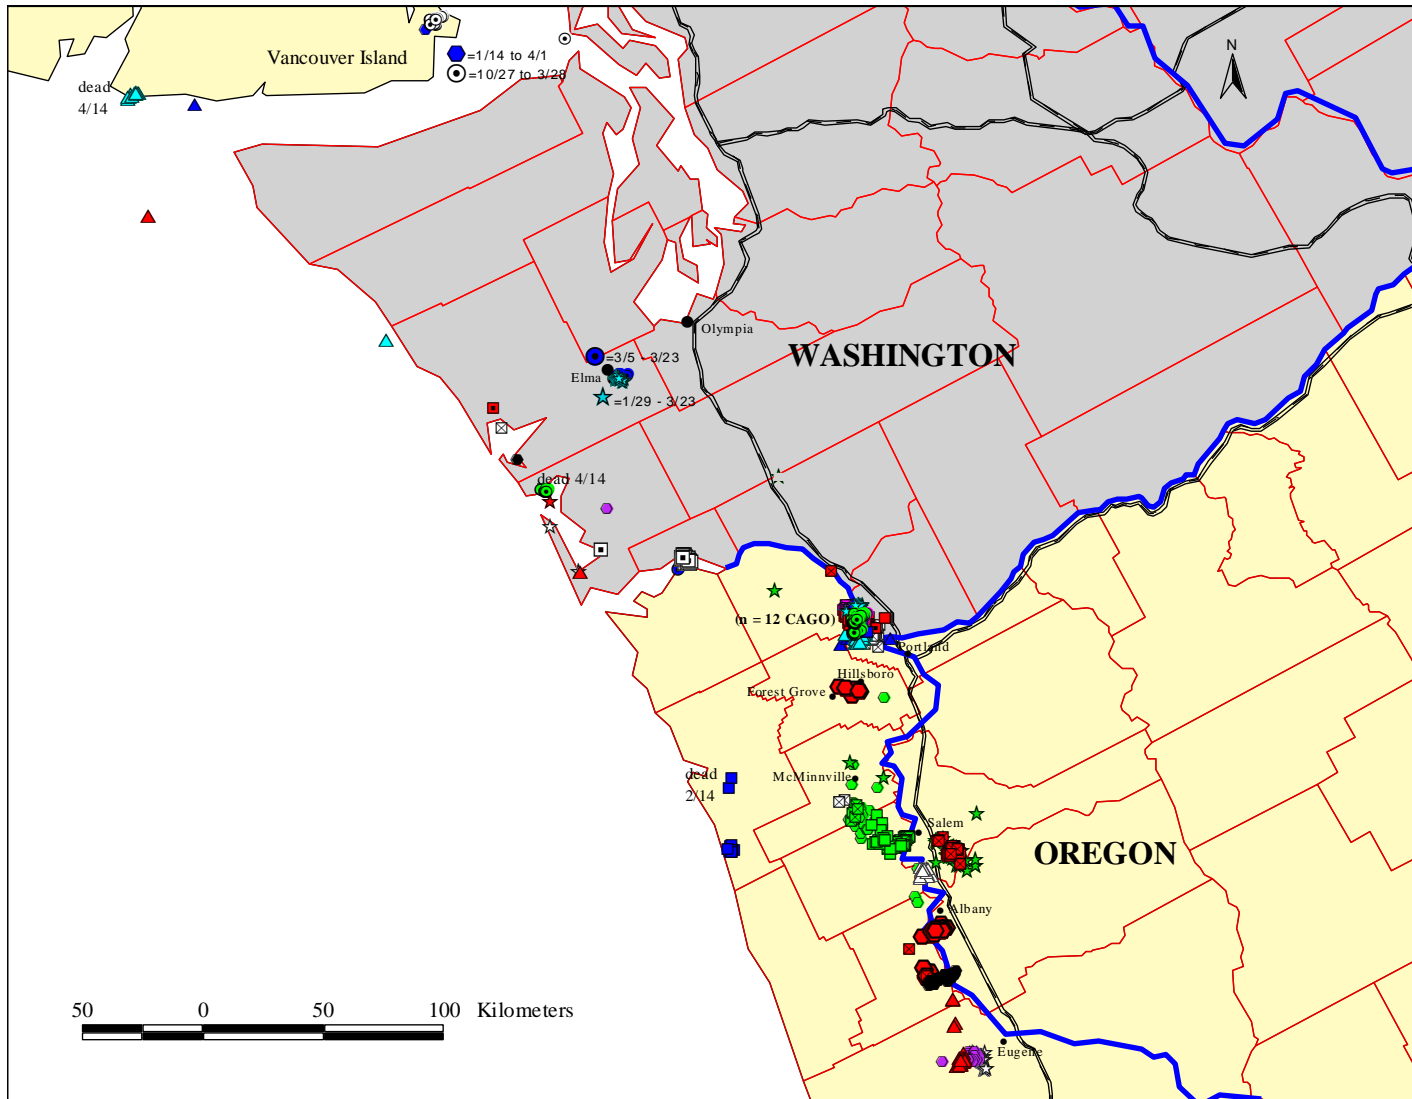 N
Vancouver Island
=1/14 to 4/1
=10/27 to 3/28
dead
4/14
Olympia
WASHINGTON
=3/5 - 3/23
Elma
=1/29 - 3/23
dead 4/14
(n = 12 CAGO)
Portland
Hillsboro
Forest Grove
dead
2/14
McMinnville
Salem
OREGON
Albany
50 0 50 100 Kilometers
Eugene